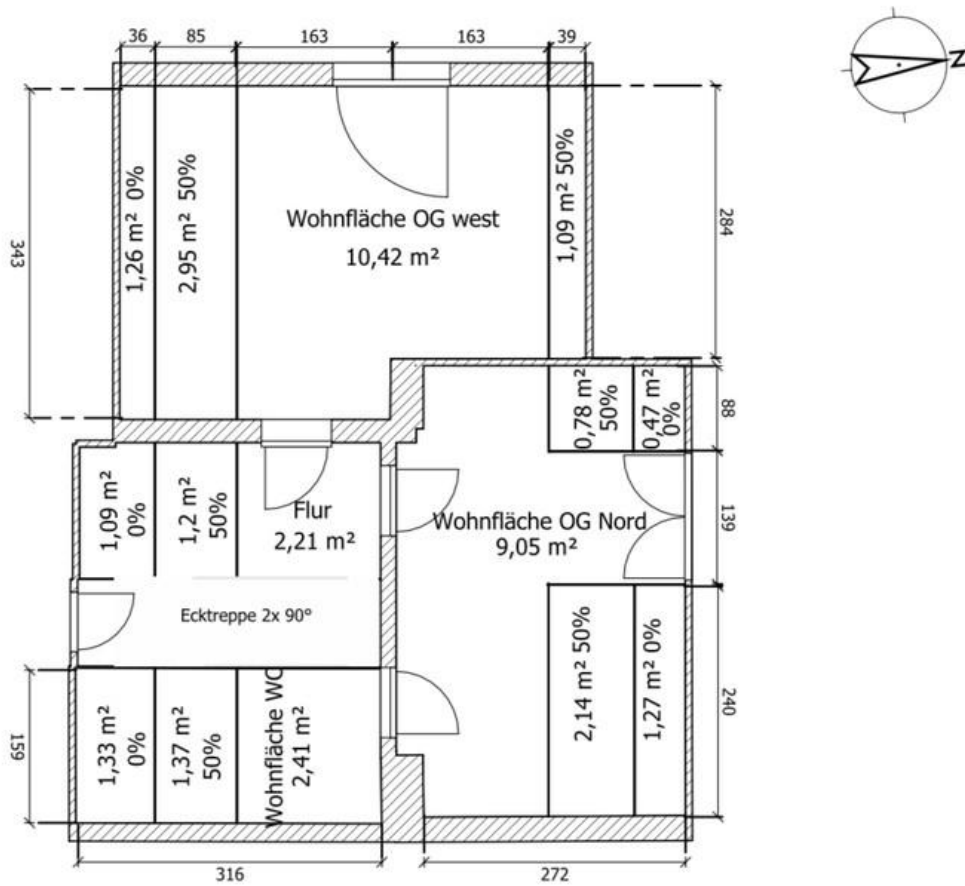 36 85 163 163 39
N
343
1,26 m² 0%
2,95 m² 50%
Wohnfläche OG west
10,42 m²
1,09 m² 50%
284
0,78 m²
50%
0,47 m²
0%
88
1,09 m²
0%
1,2 m²
50%
Flur
2,21 m²
Wohnfläche OG Nord
9,05 m²
139
Ecktreppe 2x 90°
159
1,33 m²
0%
1,37 m²
50%
Wohnfläche WC
2,41 m²
2,14 m² 50%
1,27 m² 0%
240
316
272